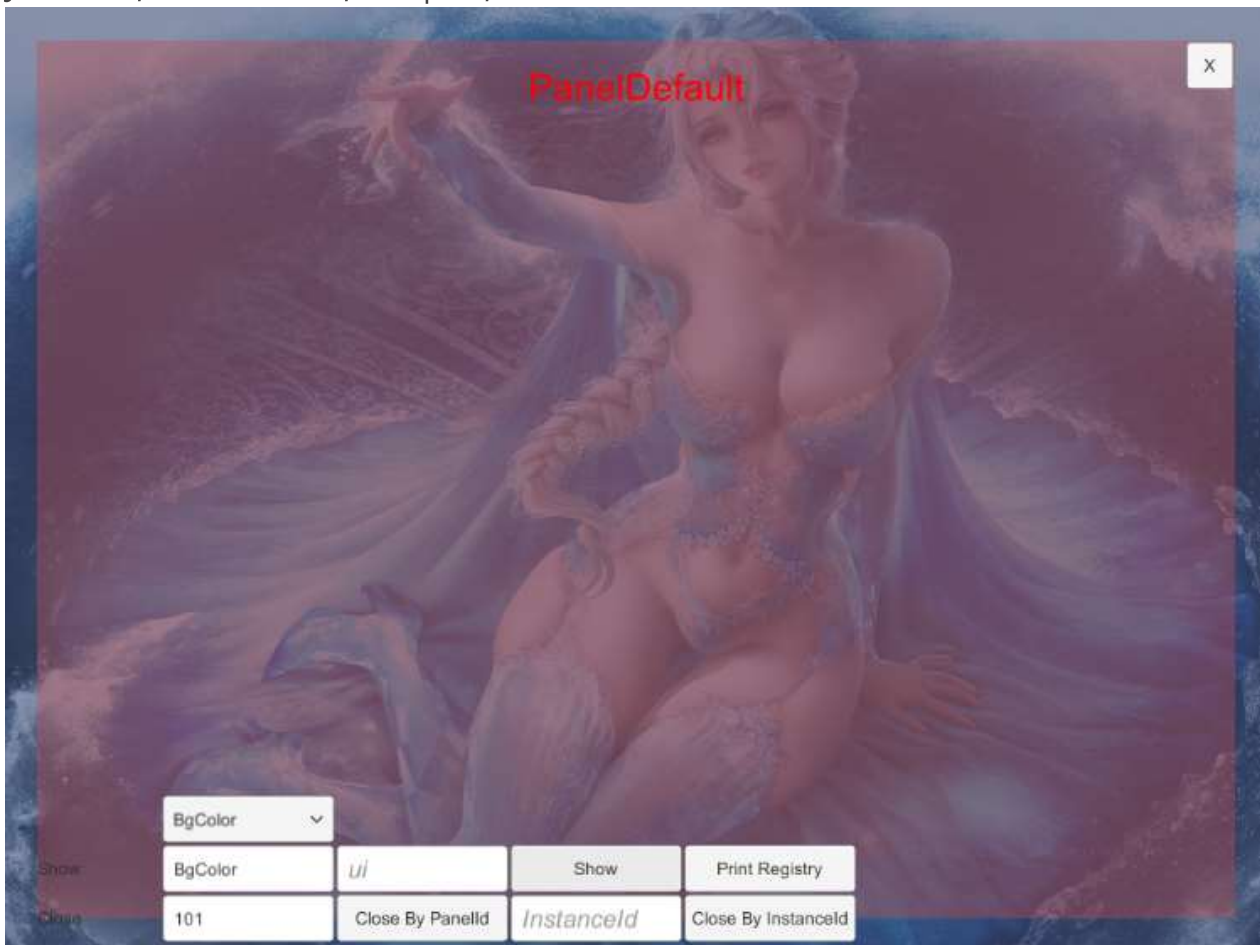 PanelDefault
X
BgColor
Show BgColor ui Show Print Registry
Close 101 Close By PanelId InstanceId Close By InstanceId